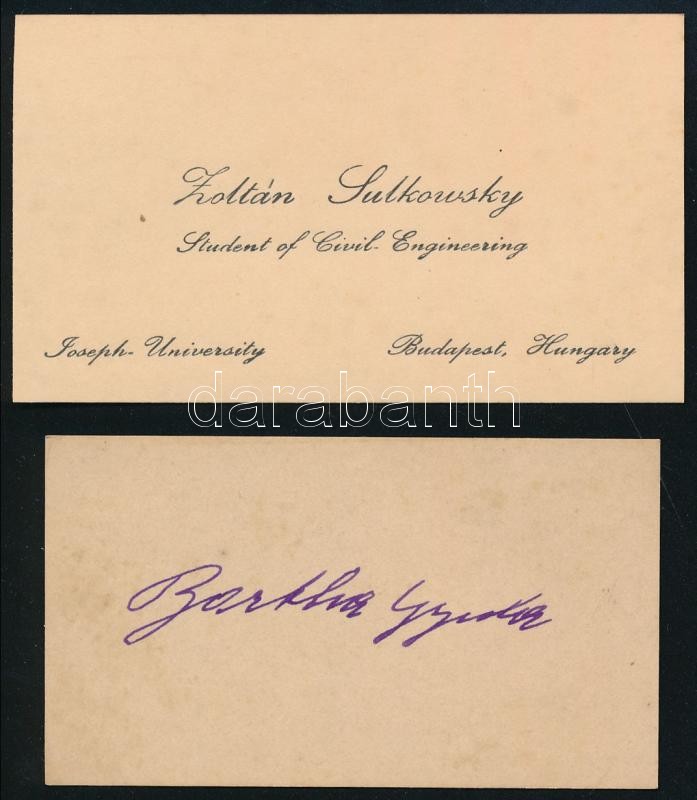 Zoltán Sulkowsky
Student of Civil-Engineering
Joseph-University Budapest, Hungary
darabanth
Bartha Gyula